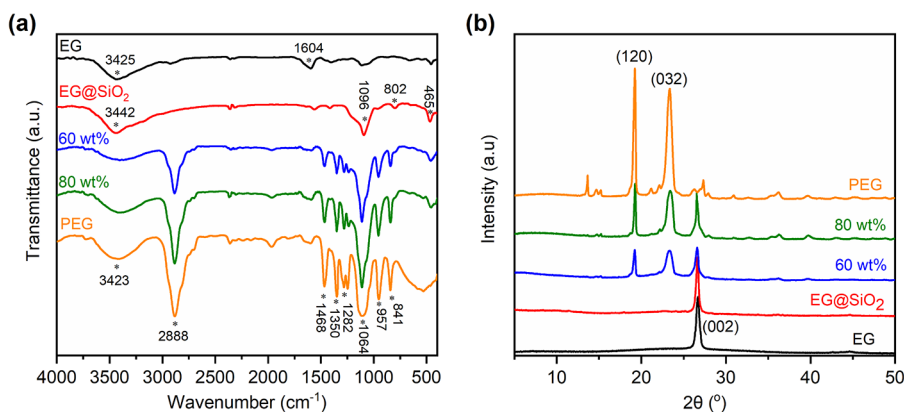 (a)
EG
3425
1604
EG@SiO2
3442
1096
802
465
60 wt%
80 wt%
PEG
3423
2888
1468
1350
1282
1064
957
841
Transmittance (a.u.)
4000 3500 3000 2500 2000 1500 1000 500
Wavenumber (cm-1)
(b)
(120)
(032)
PEG
80 wt%
60 wt%
EG@SiO2
(002)
EG
Intensity (a.u)
10 20 30 40 50
2θ (o)